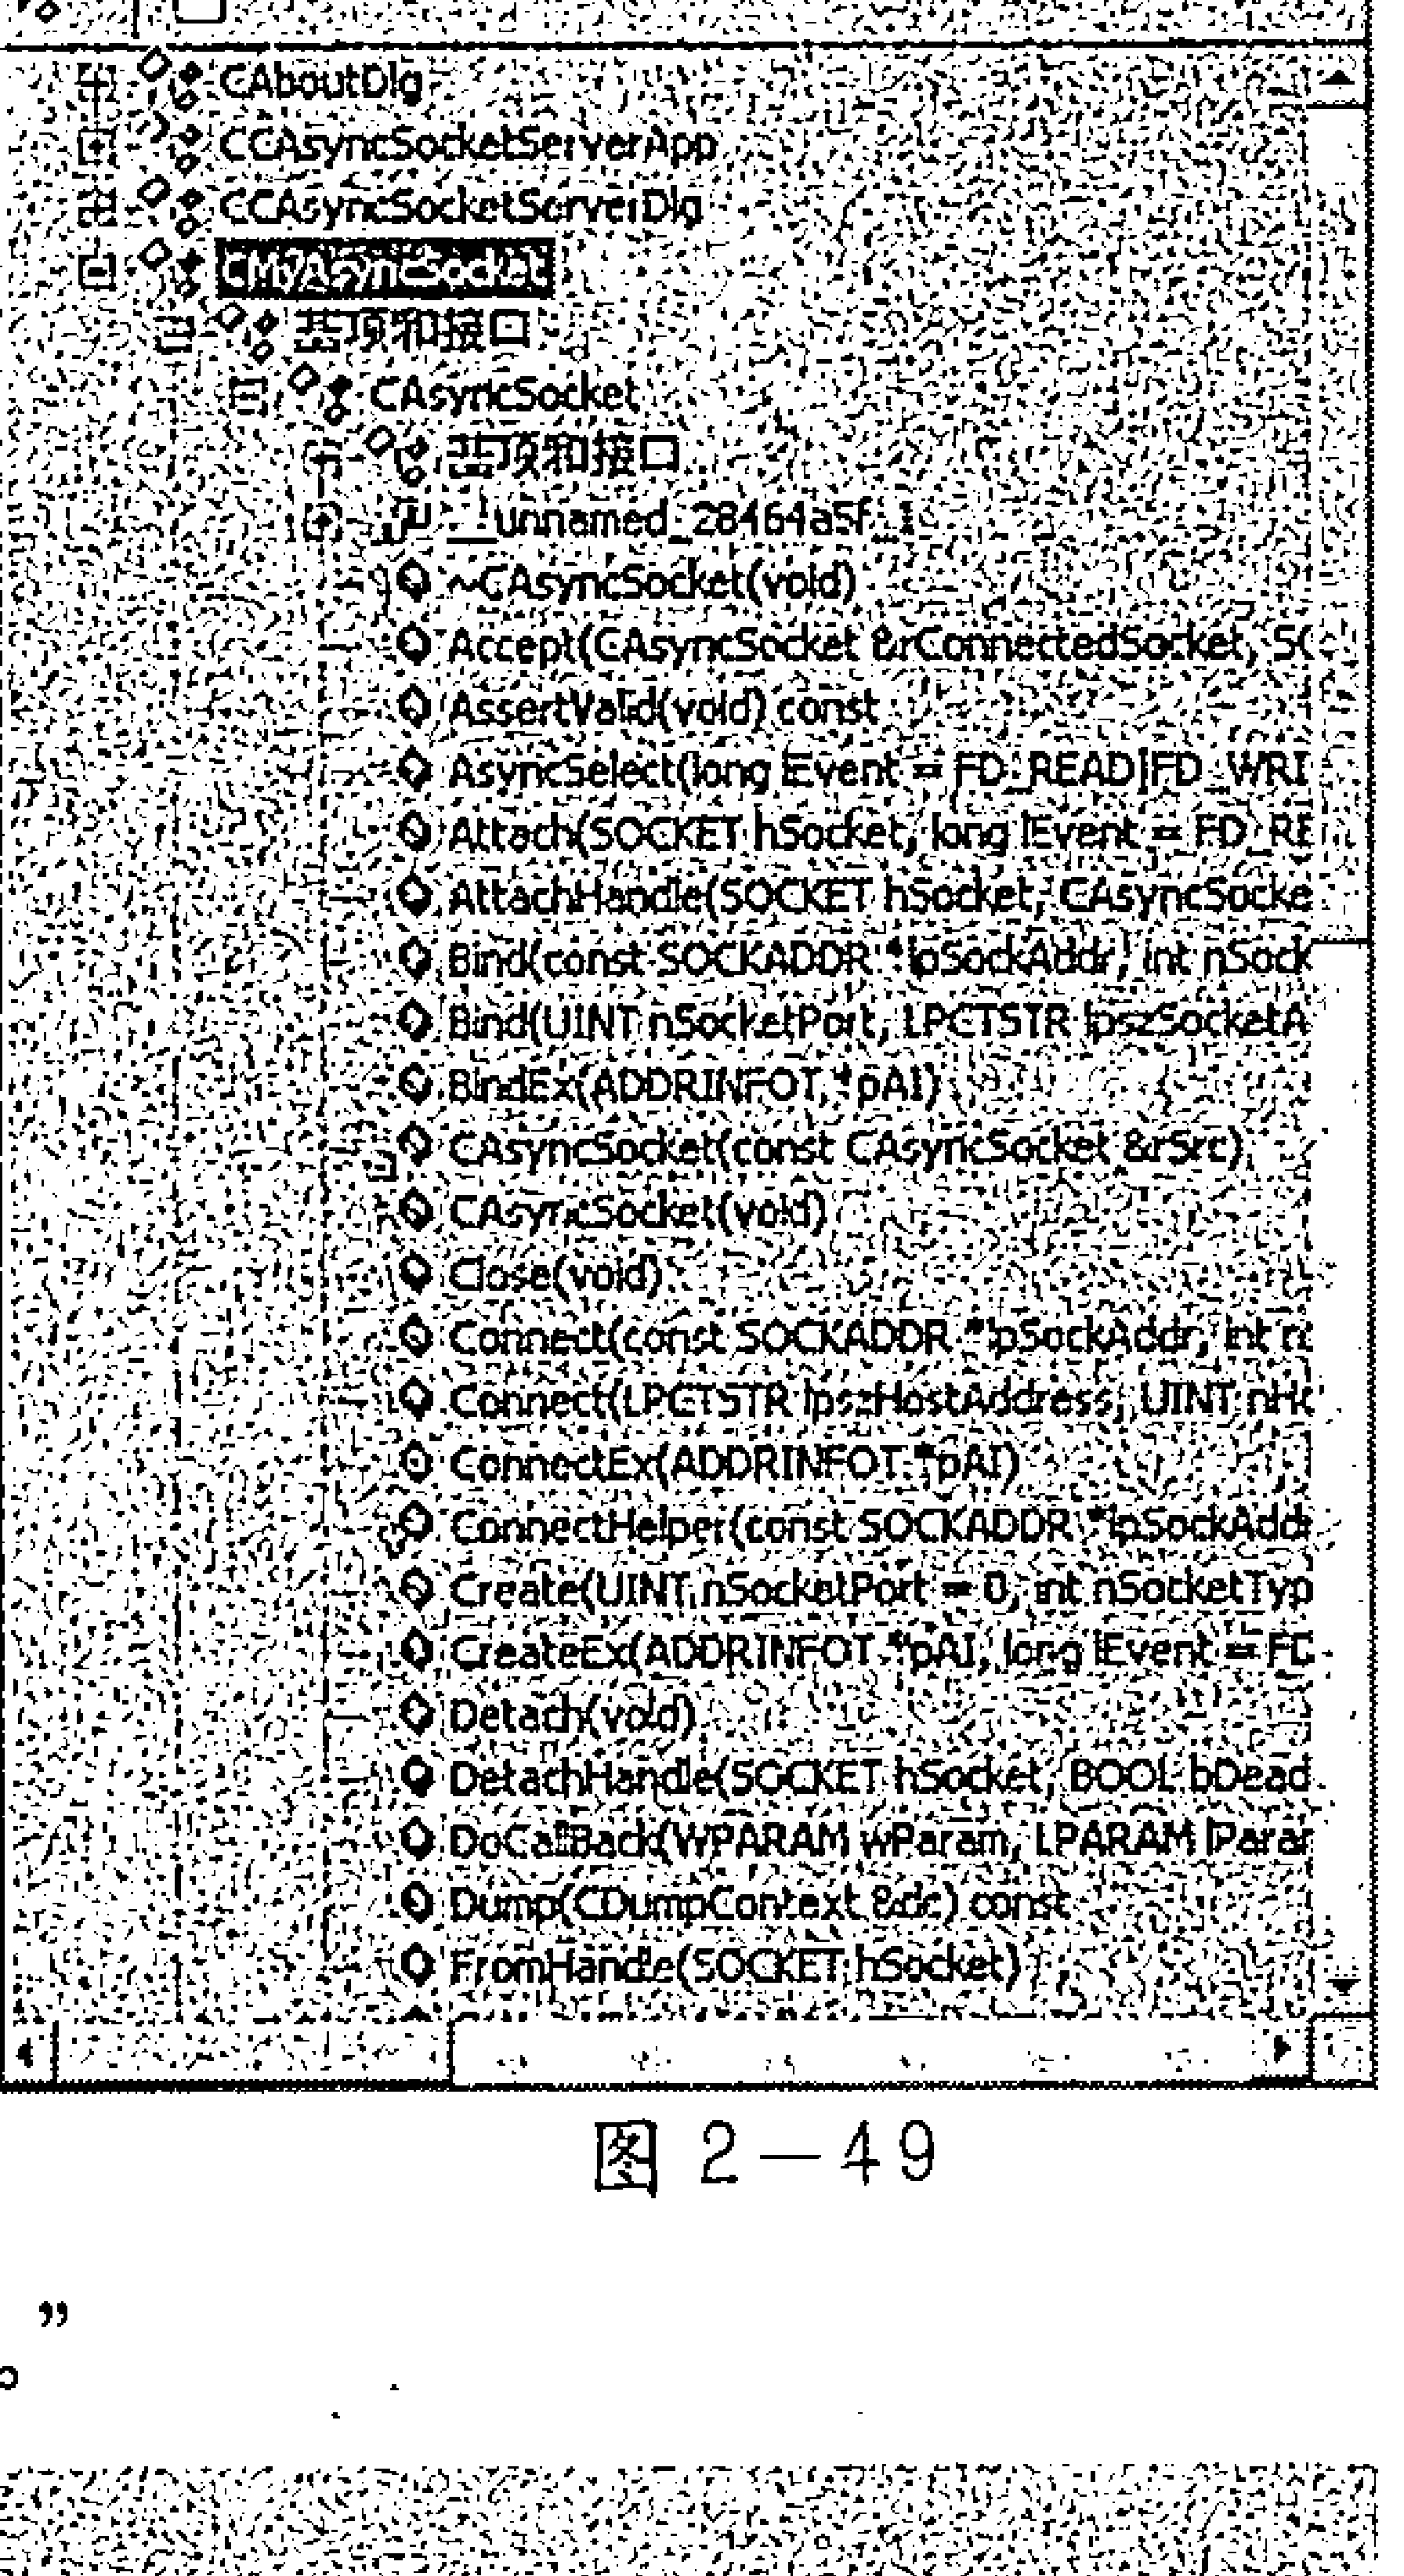 CAboutDlg
CCAsyncSocketServerApp
CCAsyncSocketServerDlg
CMyAsyncSocket
基项和接口
CAsyncSocket
基项和接口
__unnamed_28464a5f_1
~CAsyncSocket(void)
Accept(CAsyncSocket &rConnectedSocket, SO
AssertValid(void) const
AsyncSelect(long lEvent = FD_READ|FD_WRI
Attach(SOCKET hSocket, long lEvent = FD_RE
AttachHandle(SOCKET hSocket, CAsyncSocke
Bind(const SOCKADDR *lpSockAddr, int nSock
Bind(UINT nSocketPort, LPCTSTR lpszSocketA
BindEx(ADDRINFOT *pAI)
CAsyncSocket(const CAsyncSocket &rSrc)
CAsyncSocket(void)
Close(void)
Connect(const SOCKADDR *lpSockAddr, int n
Connect(LPCTSTR lpszHostAddress, UINT nHo
ConnectEx(ADDRINFOT *pAI)
ConnectHelper(const SOCKADDR *lpSockAddr
Create(UINT nSocketPort = 0, int nSocketTyp
CreateEx(ADDRINFOT *pAI, long lEvent = FD
Detach(void)
DetachHandle(SOCKET hSocket, BOOL bDead
DoCallBack(WPARAM wParam, LPARAM lParam
Dump(CDumpContext &dc) const
FromHandle(SOCKET hSocket)
图 2—49
”